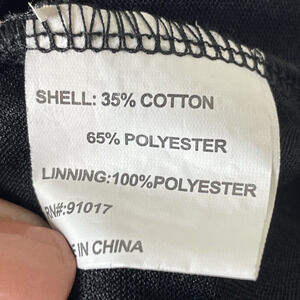 SHELL: 35% COTTON
65% POLYESTER
LINNING:100%POLYESTER
RN#:91017
IN CHINA